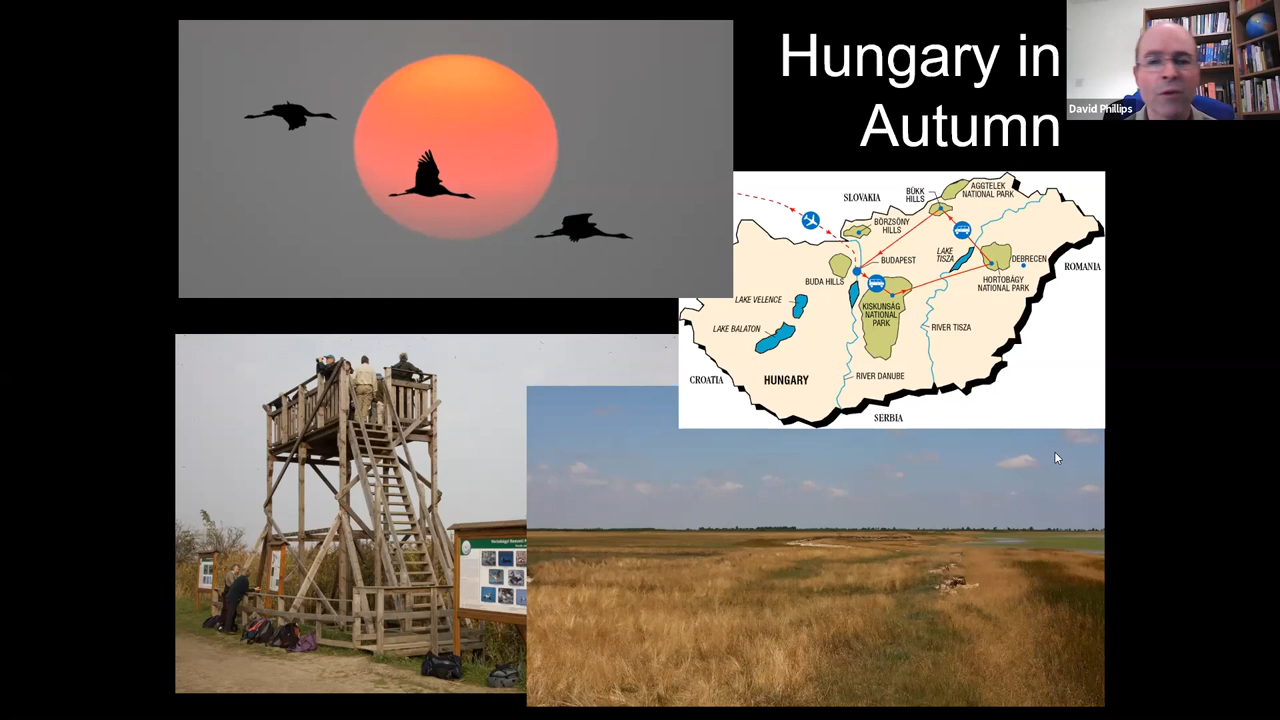 Hungary in
Autumn
David Phillips
SLOVAKIA
BÜKK
HILLS
AGGTELEK
NATIONAL PARK
BÖRZSÖNY
HILLS
BUDAPEST
LAKE
TISZA
DEBRECEN
ROMANIA
BUDA HILLS
HORTOBÁGY
NATIONAL PARK
LAKE VELENCE
KISKUNSÁG
NATIONAL
PARK
LAKE BALATON
RIVER TISZA
CROATIA
HUNGARY
RIVER DANUBE
SERBIA